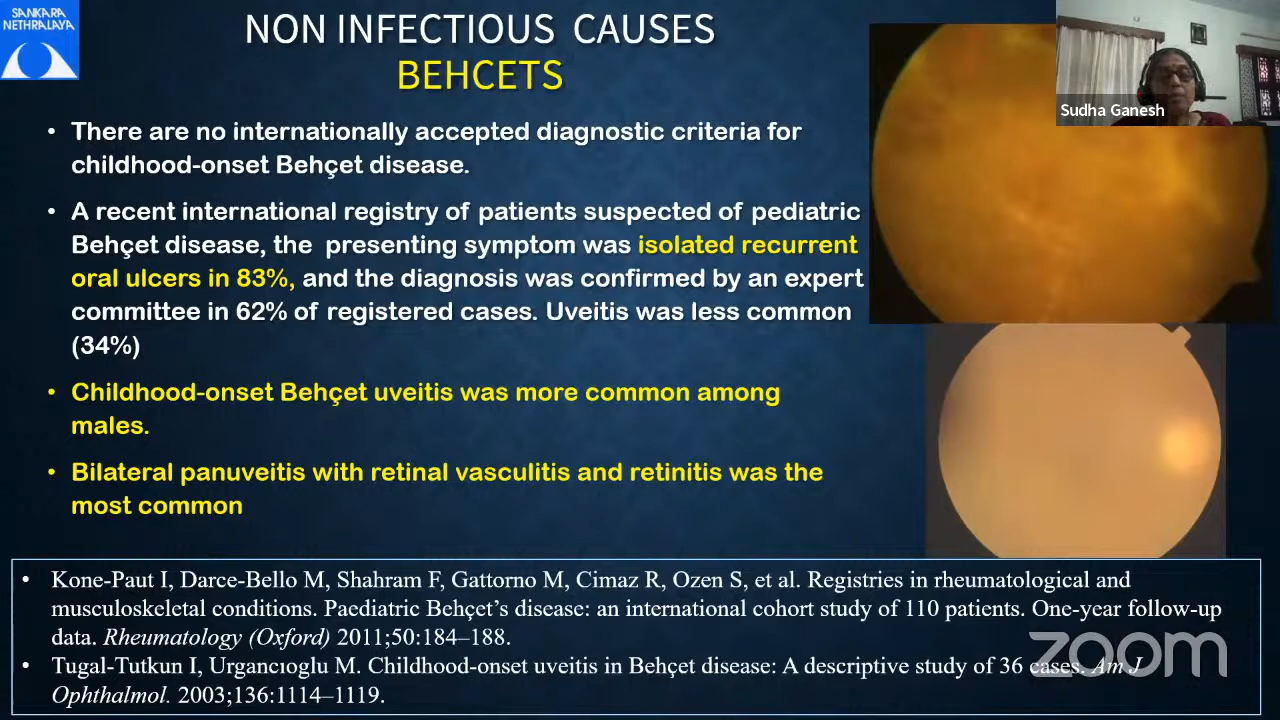 SANKARA
NETHRALAYA
NON INFECTIOUS CAUSES
BEHCETS
Sudha Ganesh
• There are no internationally accepted diagnostic criteria for
childhood-onset Behçet disease.
• A recent international registry of patients suspected of pediatric
Behçet disease, the presenting symptom was isolated recurrent
oral ulcers in 83%, and the diagnosis was confirmed by an expert
committee in 62% of registered cases. Uveitis was less common
(34%)
• Childhood-onset Behçet uveitis was more common among
males.
• Bilateral panuveitis with retinal vasculitis and retinitis was the
most common
• Kone-Paut I, Darce-Bello M, Shahram F, Gattorno M, Cimaz R, Ozen S, et al. Registries in rheumatological and
musculoskeletal conditions. Paediatric Behçet’s disease: an international cohort study of 110 patients. One-year follow-up
data. Rheumatology (Oxford) 2011;50:184–188.
• Tugal-Tutkun I, Urgancıoglu M. Childhood-onset uveitis in Behçet disease: A descriptive study of 36 cases. Am J
Ophthalmol. 2003;136:1114–1119.
zoom